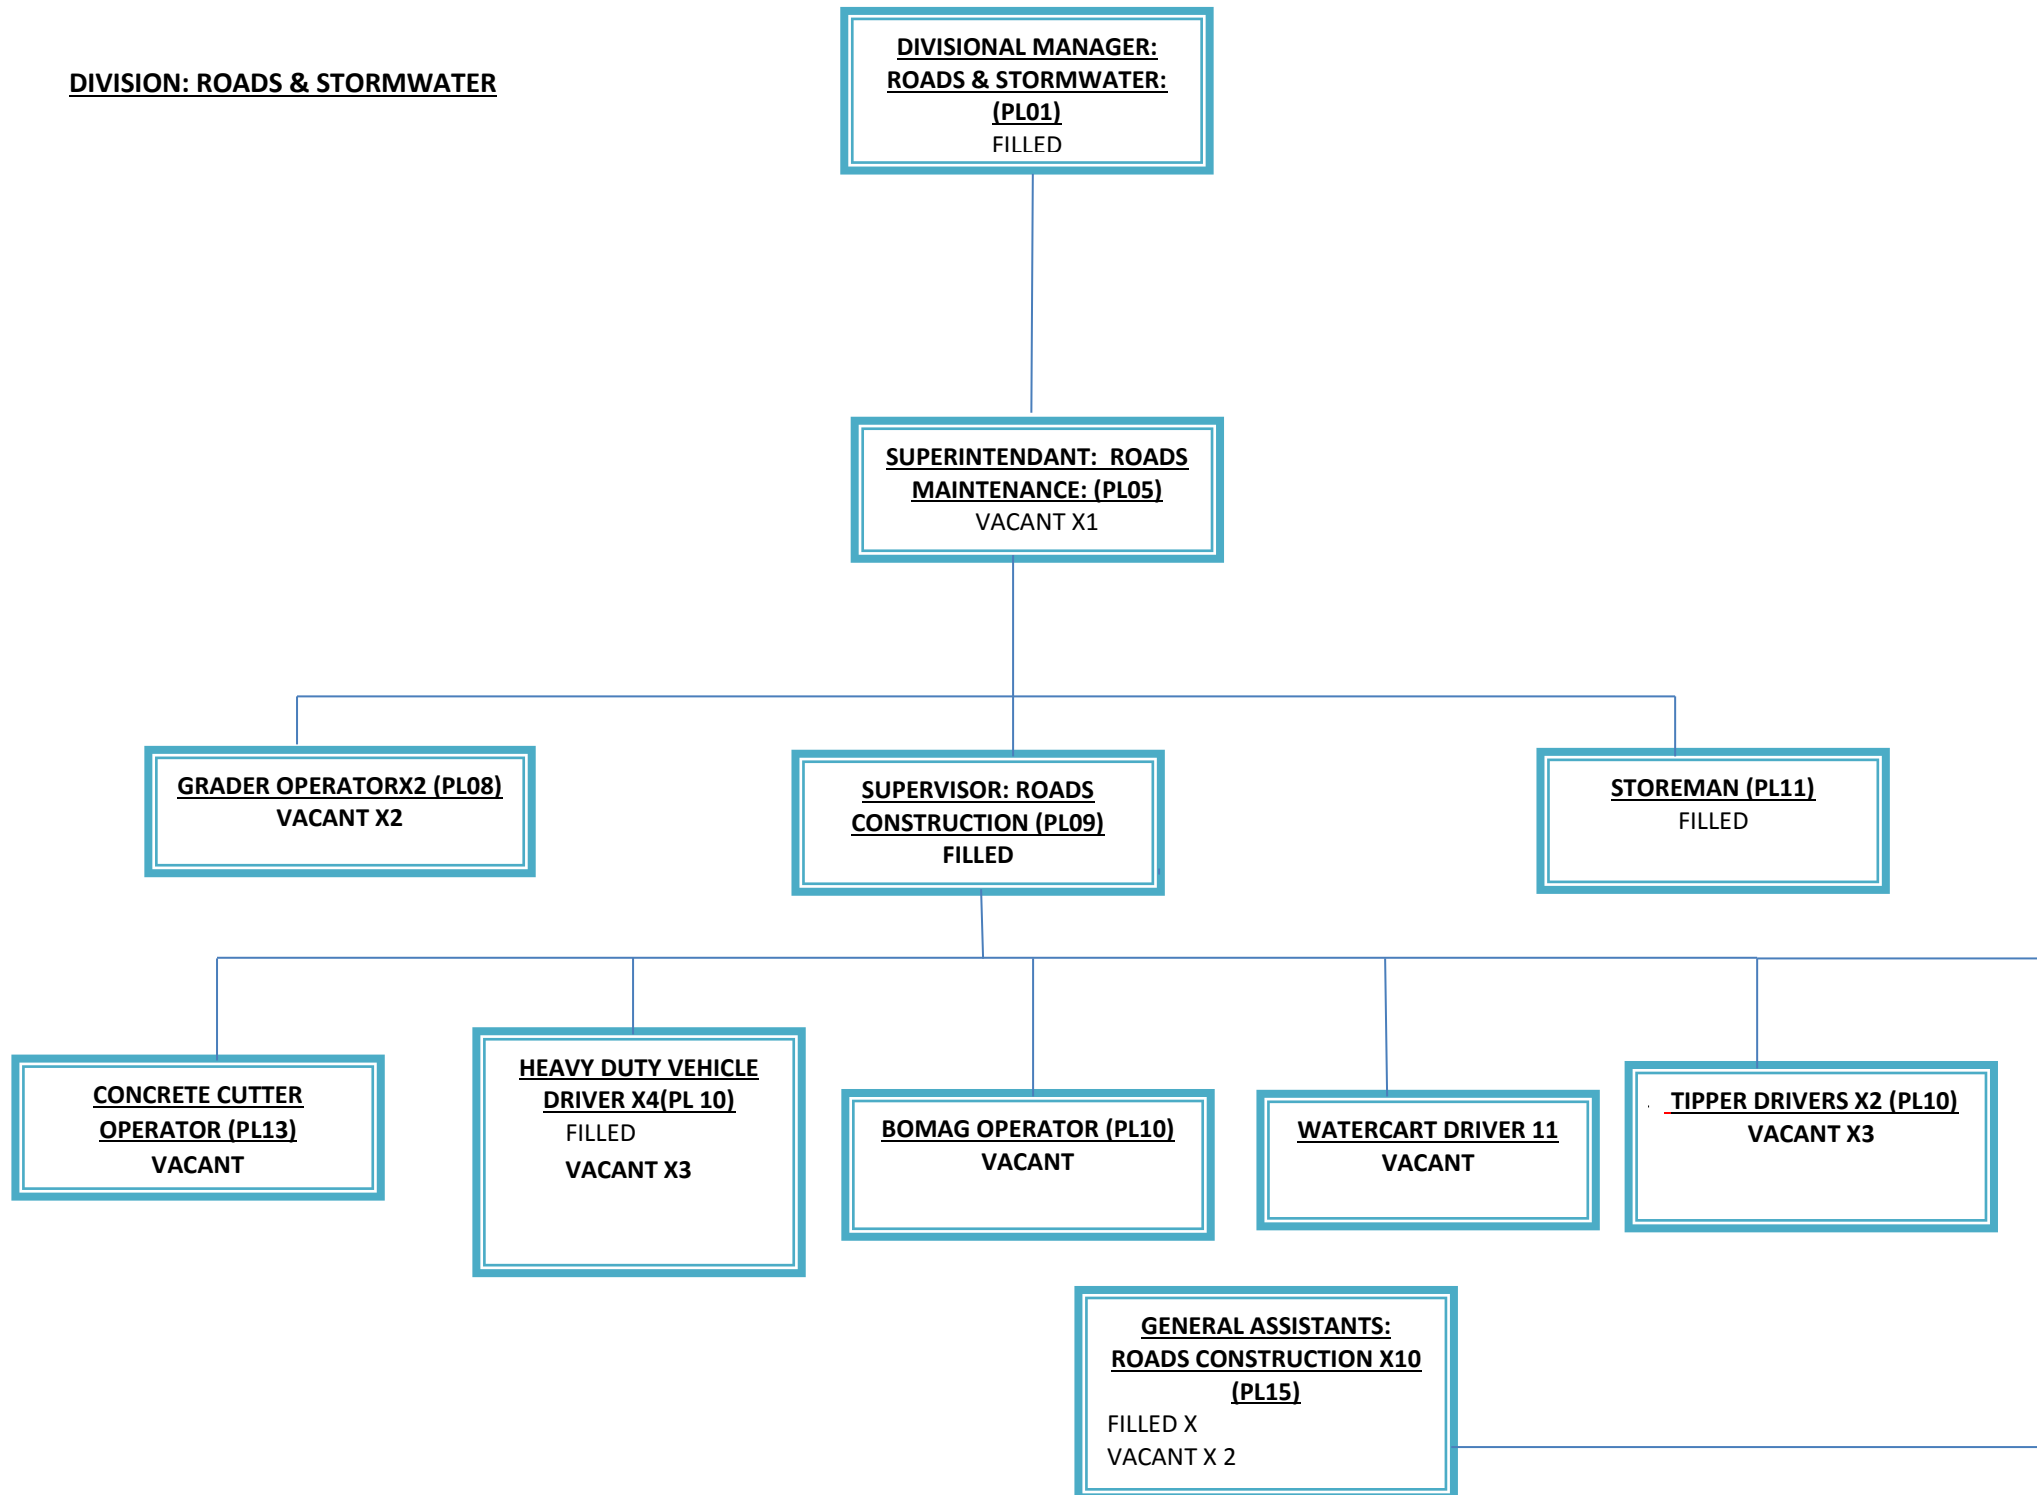 DIVISION: ROADS & STORMWATER
DIVISIONAL MANAGER:
ROADS & STORMWATER:
(PL01)
FILLED
SUPERINTENDANT:  ROADS
MAINTENANCE: (PL05)
VACANT X1
GRADER OPERATORX2 (PL08)
VACANT X2
SUPERVISOR: ROADS
CONSTRUCTION (PL09)
FILLED
STOREMAN (PL11)
FILLED
CONCRETE CUTTER
OPERATOR (PL13)
VACANT
HEAVY DUTY VEHICLE
DRIVER X4(PL 10)
FILLED
VACANT X3
BOMAG OPERATOR (PL10)
VACANT
WATERCART DRIVER 11
VACANT
TIPPER DRIVERS X2 (PL10)
VACANT X3
GENERAL ASSISTANTS:
ROADS CONSTRUCTION X10
(PL15)
FILLED X
VACANT X 2